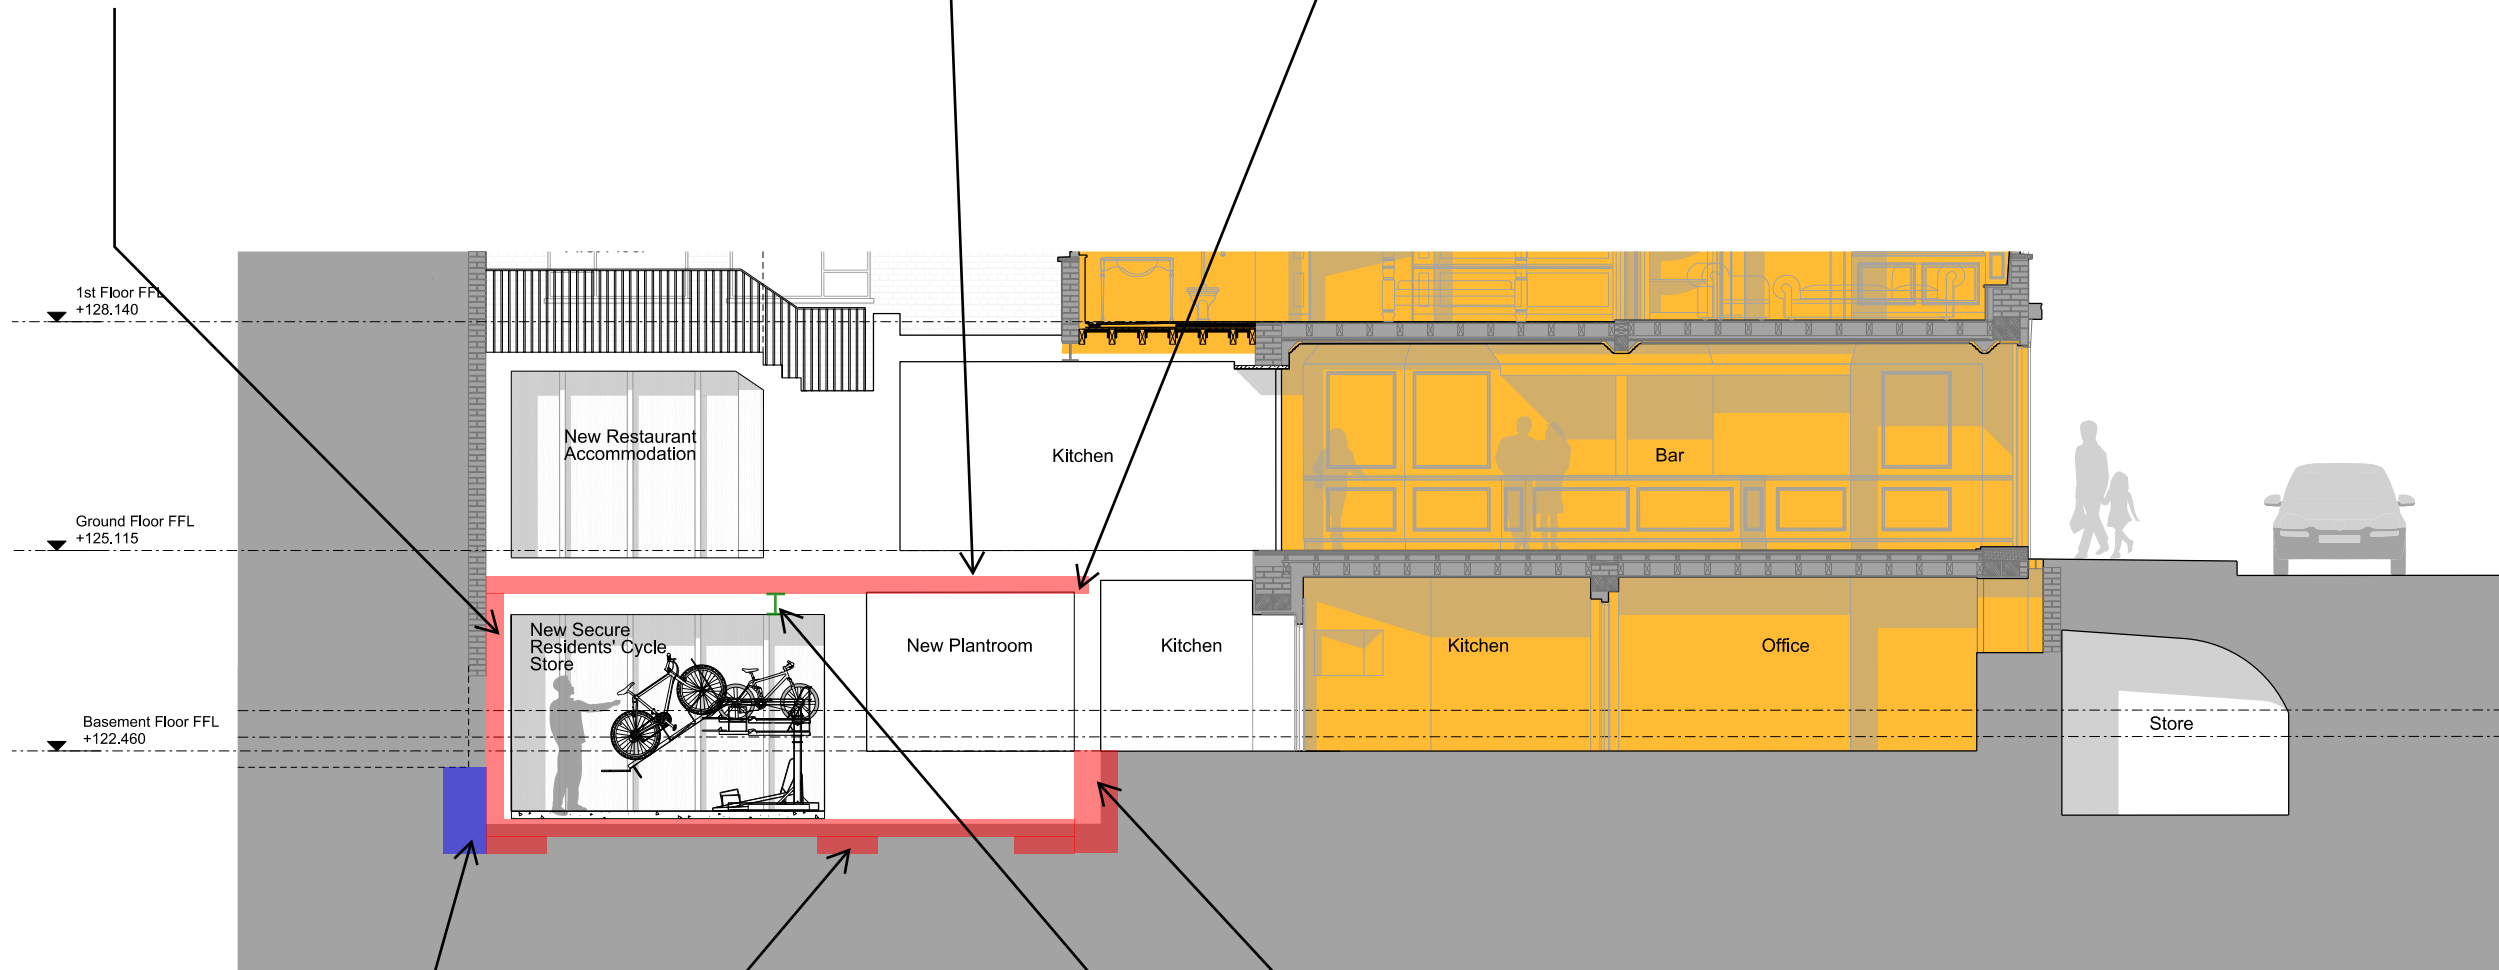 1st Floor FFL
+128.140
New Restaurant
Accommodation
Kitchen
Bar
Ground Floor FFL
+125.115
New Secure
Residents' Cycle
Store
New Plantroom
Kitchen
Kitchen
Office
Basement Floor FFL
+122.460
Store